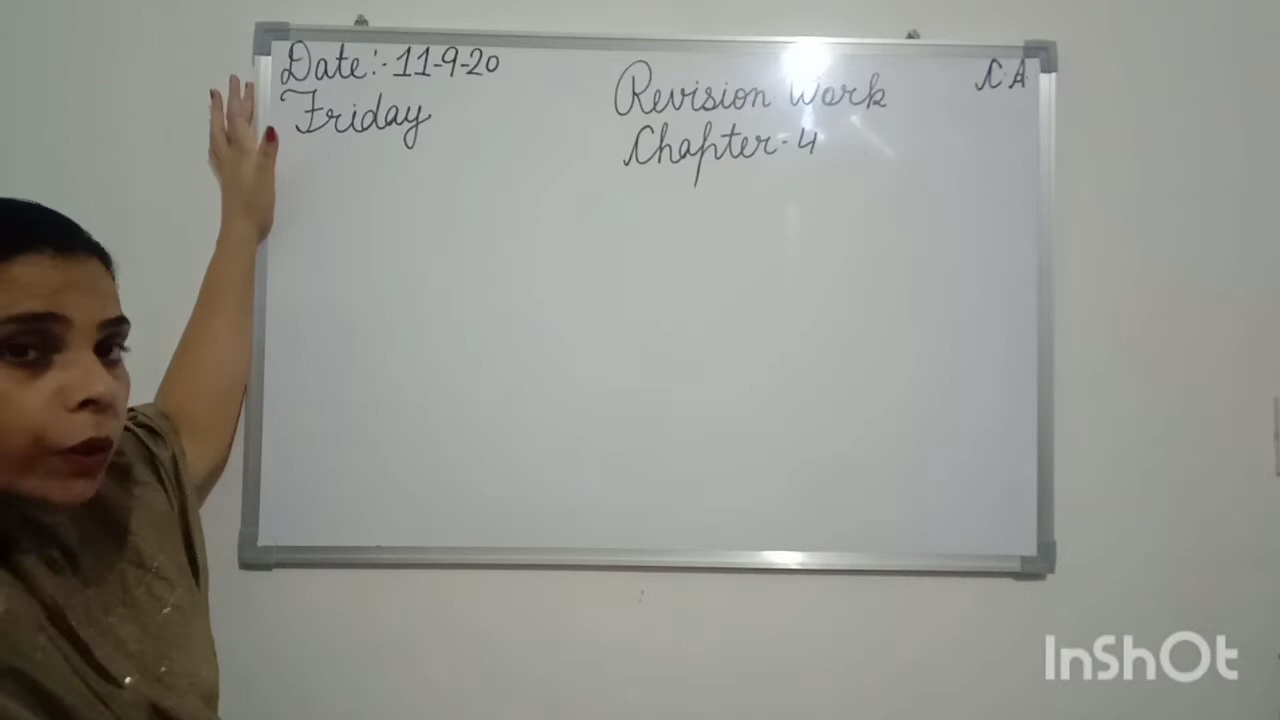 Date:-11-9-20
Friday
Revision Work
Chapter-4
C.A
InShOt